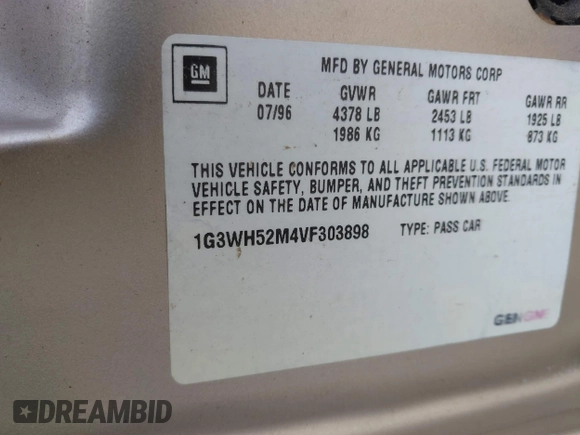 GM
MFD BY GENERAL MOTORS CORP
DATE GVWR GAWR FRT GAWR RR
07/96 4378 LB 2453 LB 1925 LB
1986 KG 1113 KG 873 KG
THIS VEHICLE CONFORMS TO ALL APPLICABLE U.S. FEDERAL MOTOR
VEHICLE SAFETY, BUMPER, AND THEFT PREVENTION STANDARDS IN
EFFECT ON THE DATE OF MANUFACTURE SHOWN ABOVE.
1G3WH52M4VF303898 TYPE: PASS CAR
GENUINE
DREAMBID